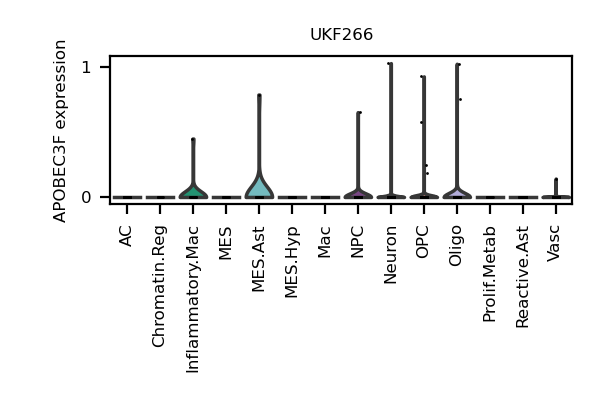 UKF266
APOBEC3F expression
1
0
AC
Chromatin.Reg
Inflammatory.Mac
MES
MES.Ast
MES.Hyp
Mac
NPC
Neuron
OPC
Oligo
Prolif.Metab
Reactive.Ast
Vasc